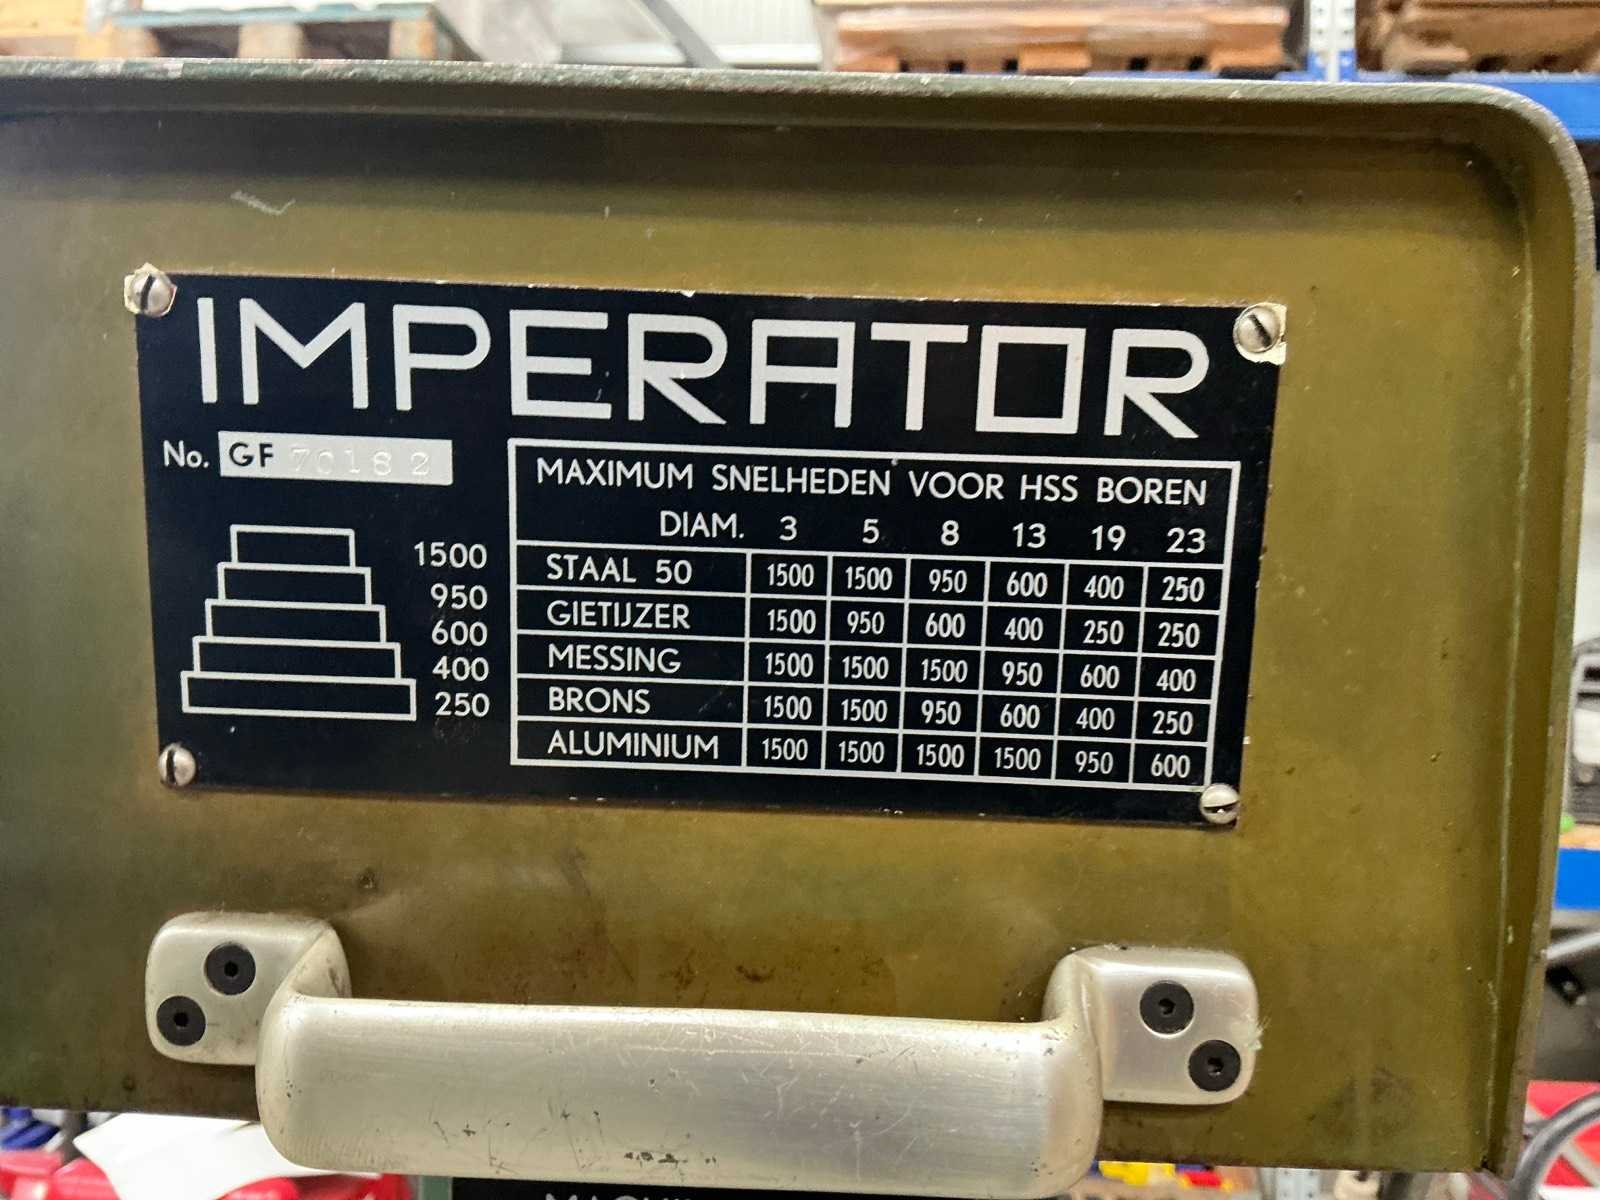 IMPERATOR
No. GF 70182
1500
950
600
400
250
MAXIMUM SNELHEDEN VOOR HSS BOREN
DIAM. 3 5 8 13 19 23
STAAL 50 1500 1500 950 600 400 250
GIETIJZER 1500 950 600 400 250 250
MESSING 1500 1500 1500 950 600 400
BRONS 1500 1500 950 600 400 250
ALUMINIUM 1500 1500 1500 1500 950 600